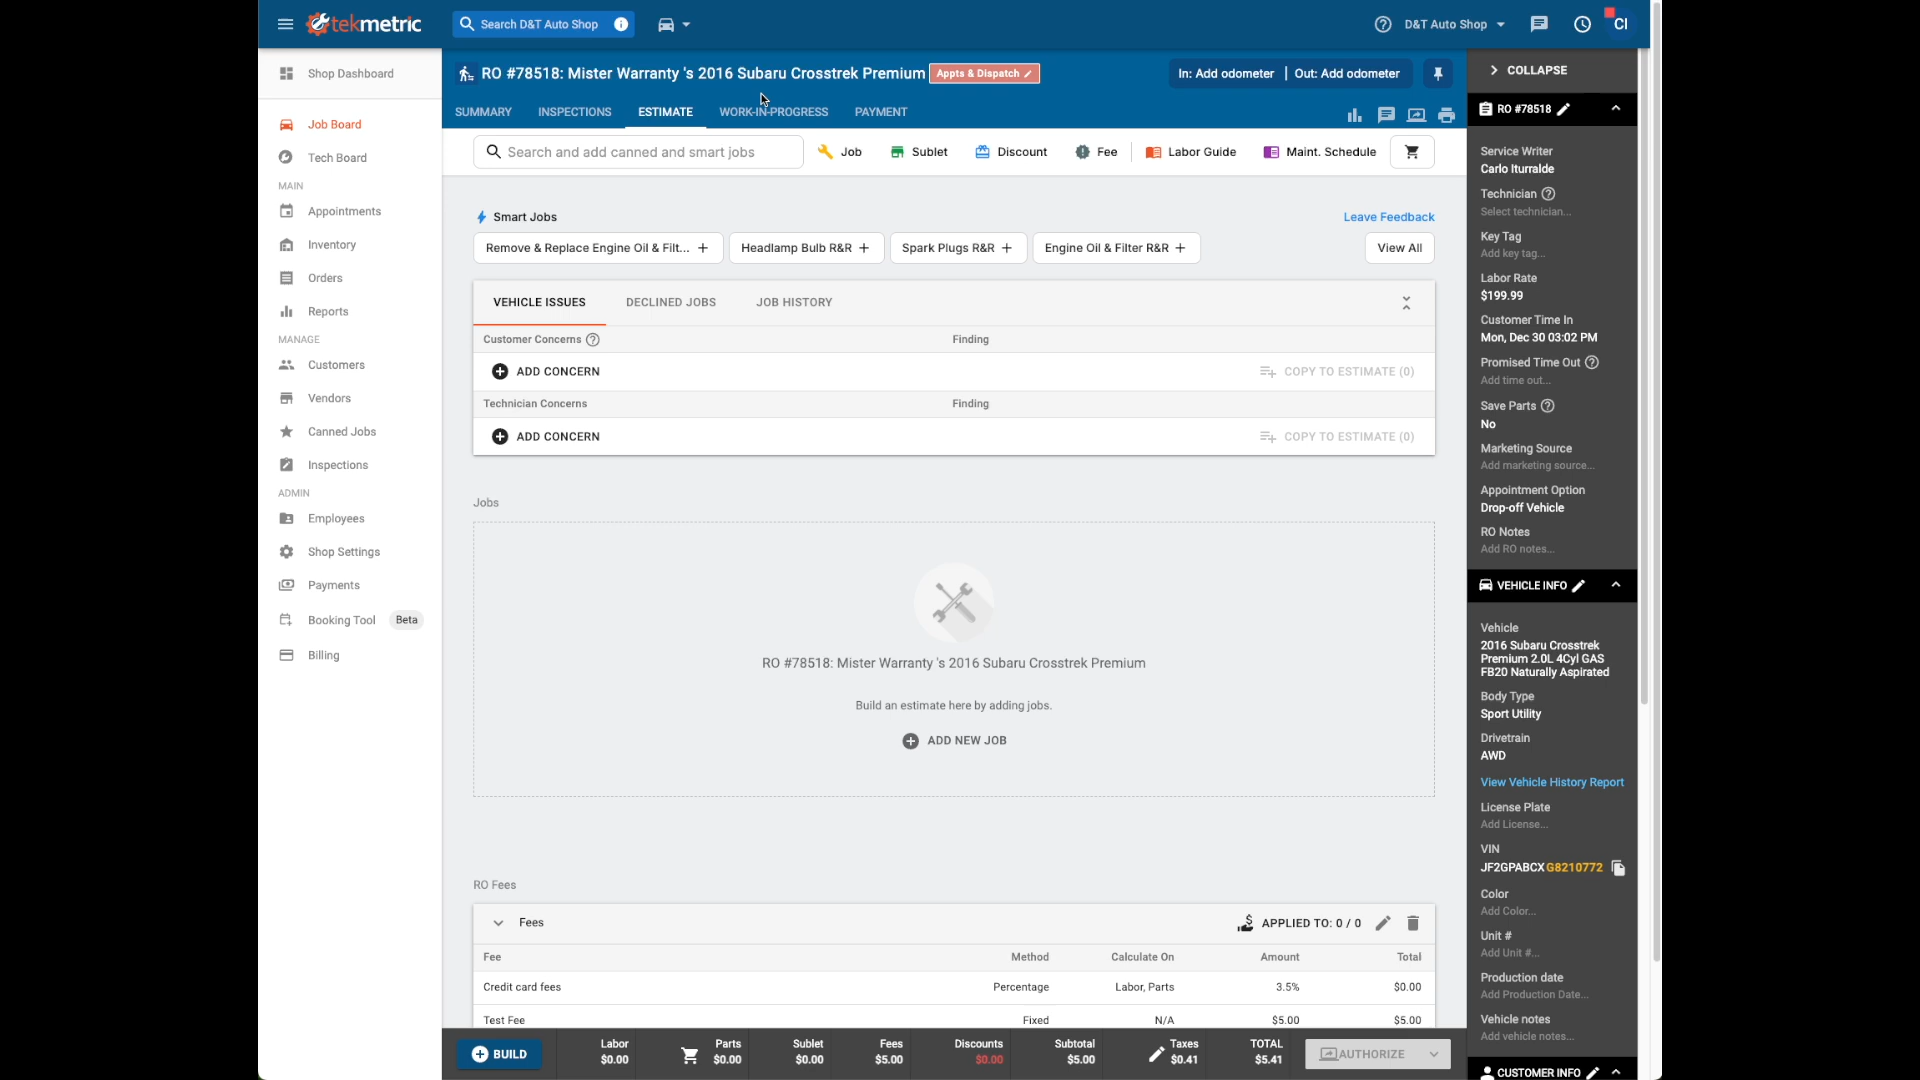 tekmetric
Search D&T Auto Shop
D&T Auto Shop
CI
Shop Dashboard
Job Board
Tech Board
MAIN
Appointments
Inventory
Orders
Reports
MANAGE
Customers
Vendors
Canned Jobs
Inspections
ADMIN
Employees
Shop Settings
Payments
Booking Tool Beta
Billing
RO #78518: Mister Warranty 's 2016 Subaru Crosstrek Premium Appts & Dispatch
In: Add odometer | Out: Add odometer
SUMMARY INSPECTIONS ESTIMATE WORK-IN-PROGRESS PAYMENT
Search and add canned and smart jobs Job Sublet Discount Fee Labor Guide Maint. Schedule
Smart Jobs Leave Feedback
Remove & Replace Engine Oil & Filt... + Headlamp Bulb R&R + Spark Plugs R&R + Engine Oil & Filter R&R + View All
VEHICLE ISSUES DECLINED JOBS JOB HISTORY
Customer Concerns Finding
ADD CONCERN COPY TO ESTIMATE (0)
Technician Concerns Finding
ADD CONCERN COPY TO ESTIMATE (0)
Jobs
RO #78518: Mister Warranty 's 2016 Subaru Crosstrek Premium
Build an estimate here by adding jobs.
ADD NEW JOB
RO Fees
Fees APPLIED TO: 0 / 0
Fee Method Calculate On Amount Total
Credit card fees Percentage Labor, Parts 3.5% $0.00
Test Fee Fixed N/A $5.00 $5.00
BUILD
Labor Parts Sublet Fees Discounts Subtotal Taxes TOTAL
$0.00 $0.00 $0.00 $5.00 $0.00 $5.00 $0.41 $5.41
AUTHORIZE
COLLAPSE
RO #78518
Service Writer
Carlo Iturralde
Technician
Select technician...
Key Tag
Add key tag...
Labor Rate
$199.99
Customer Time In
Mon, Dec 30 03:02 PM
Promised Time Out
Add time out...
Save Parts
No
Marketing Source
Add marketing source...
Appointment Option
Drop-off Vehicle
RO Notes
Add RO notes...
VEHICLE INFO
Vehicle
2016 Subaru Crosstrek
Premium 2.0L 4Cyl GAS
FB20 Naturally Aspirated
Body Type
Sport Utility
Drivetrain
AWD
View Vehicle History Report
License Plate
Add License...
VIN
JF2GPABCXG8210772
Color
Add Color...
Unit #
Add Unit #...
Production date
Add Production Date...
Vehicle notes
Add vehicle notes...
CUSTOMER INFO